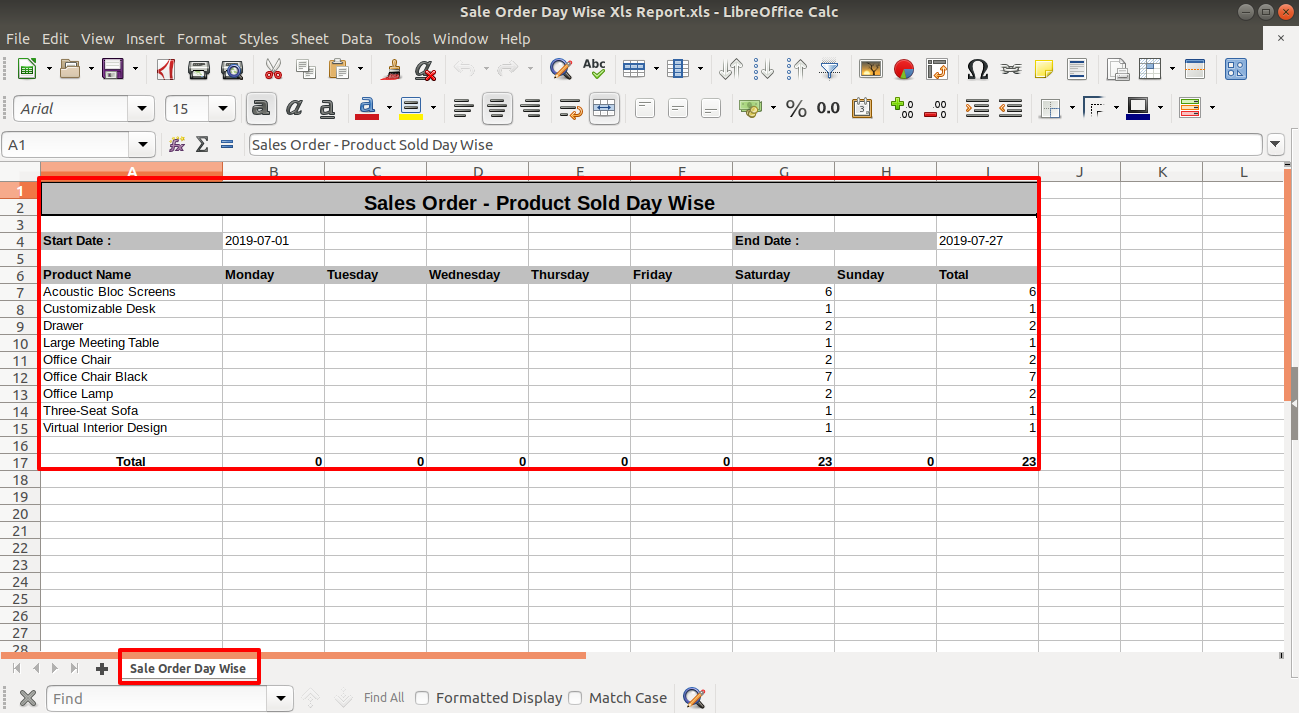 Sale Order Day Wise Xls Report.xls - LibreOffice Calc
File Edit View Insert Format Styles Sheet Data Tools Window Help
Arial 15 % 0.0
A1 Sales Order - Product Sold Day Wise
A B C D E F G H I J K L
1
2 Sales Order - Product Sold Day Wise
3
4 Start Date : 2019-07-01 End Date : 2019-07-27
5
6 Product Name Monday Tuesday Wednesday Thursday Friday Saturday Sunday Total
7 Acoustic Bloc Screens 6 6
8 Customizable Desk 1 1
9 Drawer 2 2
10 Large Meeting Table 1 1
11 Office Chair 2 2
12 Office Chair Black 7 7
13 Office Lamp 2 2
14 Three-Seat Sofa 1 1
15 Virtual Interior Design 1 1
16
17 Total 0 0 0 0 0 23 0 23
18
19
20
21
22
23
24
25
26
27
28
Sale Order Day Wise
Find Find All Formatted Display Match Case